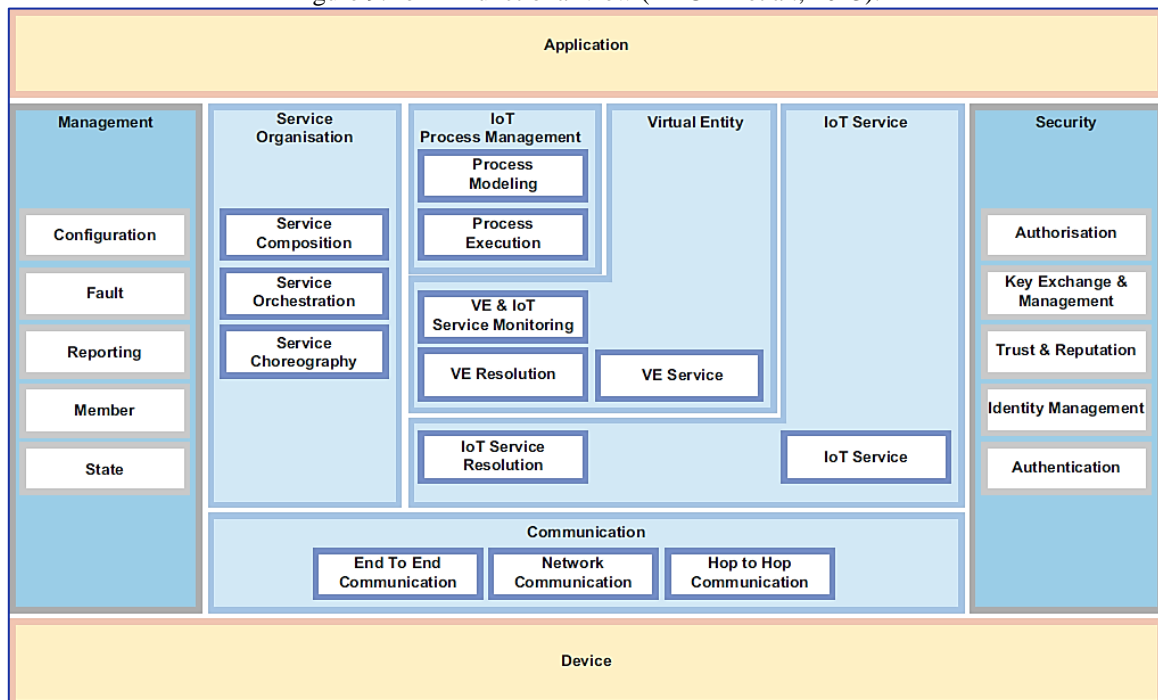 Application
Management
Configuration
Fault
Reporting
Member
State
Service
Organisation
Service
Composition
Service
Orchestration
Service
Choreography
IoT
Process Management
Process
Modeling
Process
Execution
Virtual Entity
VE & IoT
Service Monitoring
VE Resolution
VE Service
IoT Service
IoT Service
Resolution
IoT Service
Communication
End To End
Communication
Network
Communication
Hop to Hop
Communication
Security
Authorisation
Key Exchange &
Management
Trust & Reputation
Identity Management
Authentication
Device